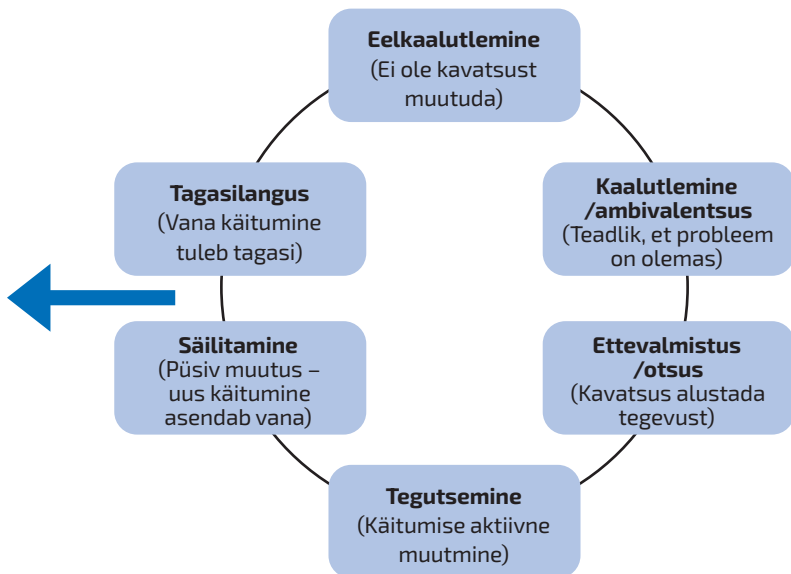 Eelkaalutlemine
(Ei ole kavatsust
muutuda)
Kaalutlemine
/ambivalentsus
(Teadlik, et probleem
on olemas)
Ettevalmistus
/otsus
(Kavatsus alustada
tegevust)
Tegutsemine
(Käitumise aktiivne
muutmine)
Säilitamine
(Püsiv muutus –
uus käitumine
asendab vana)
Tagasilangus
(Vana käitumine
tuleb tagasi)